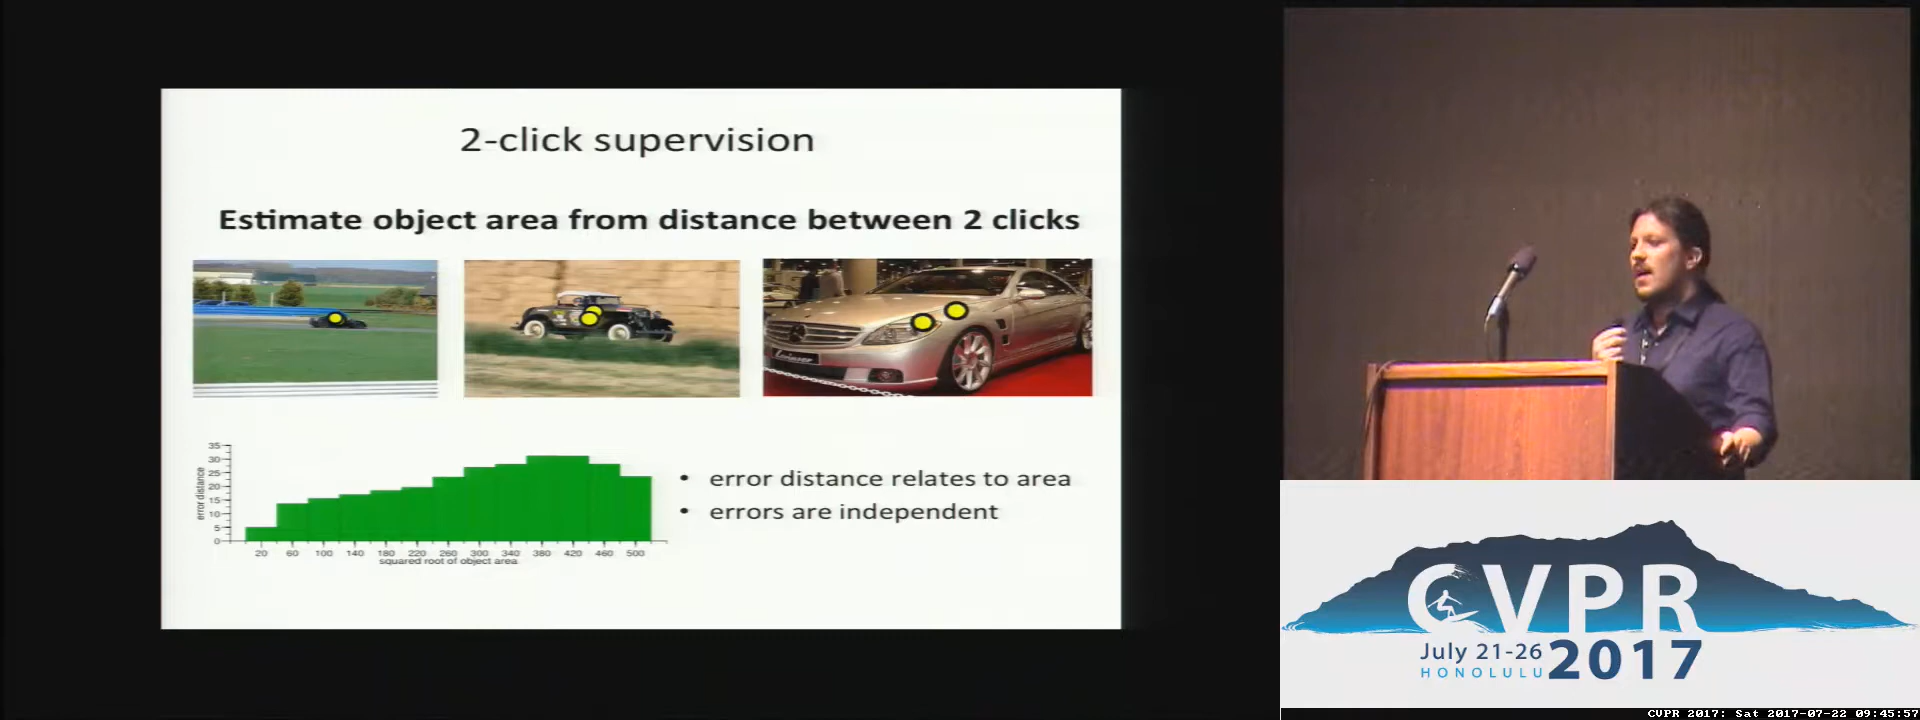 2-click supervision
Estimate object area from distance between 2 clicks
35
30
25
20
15
10
5
0
error distance
20 60 100 140 180 220 260 300 340 380 420 460 500
squared root of object area
• error distance relates to area
• errors are independent
CVPR
July 21-26
HONOLULU
2017
CVPR 2017: Sat 2017-07-22 09:45:57